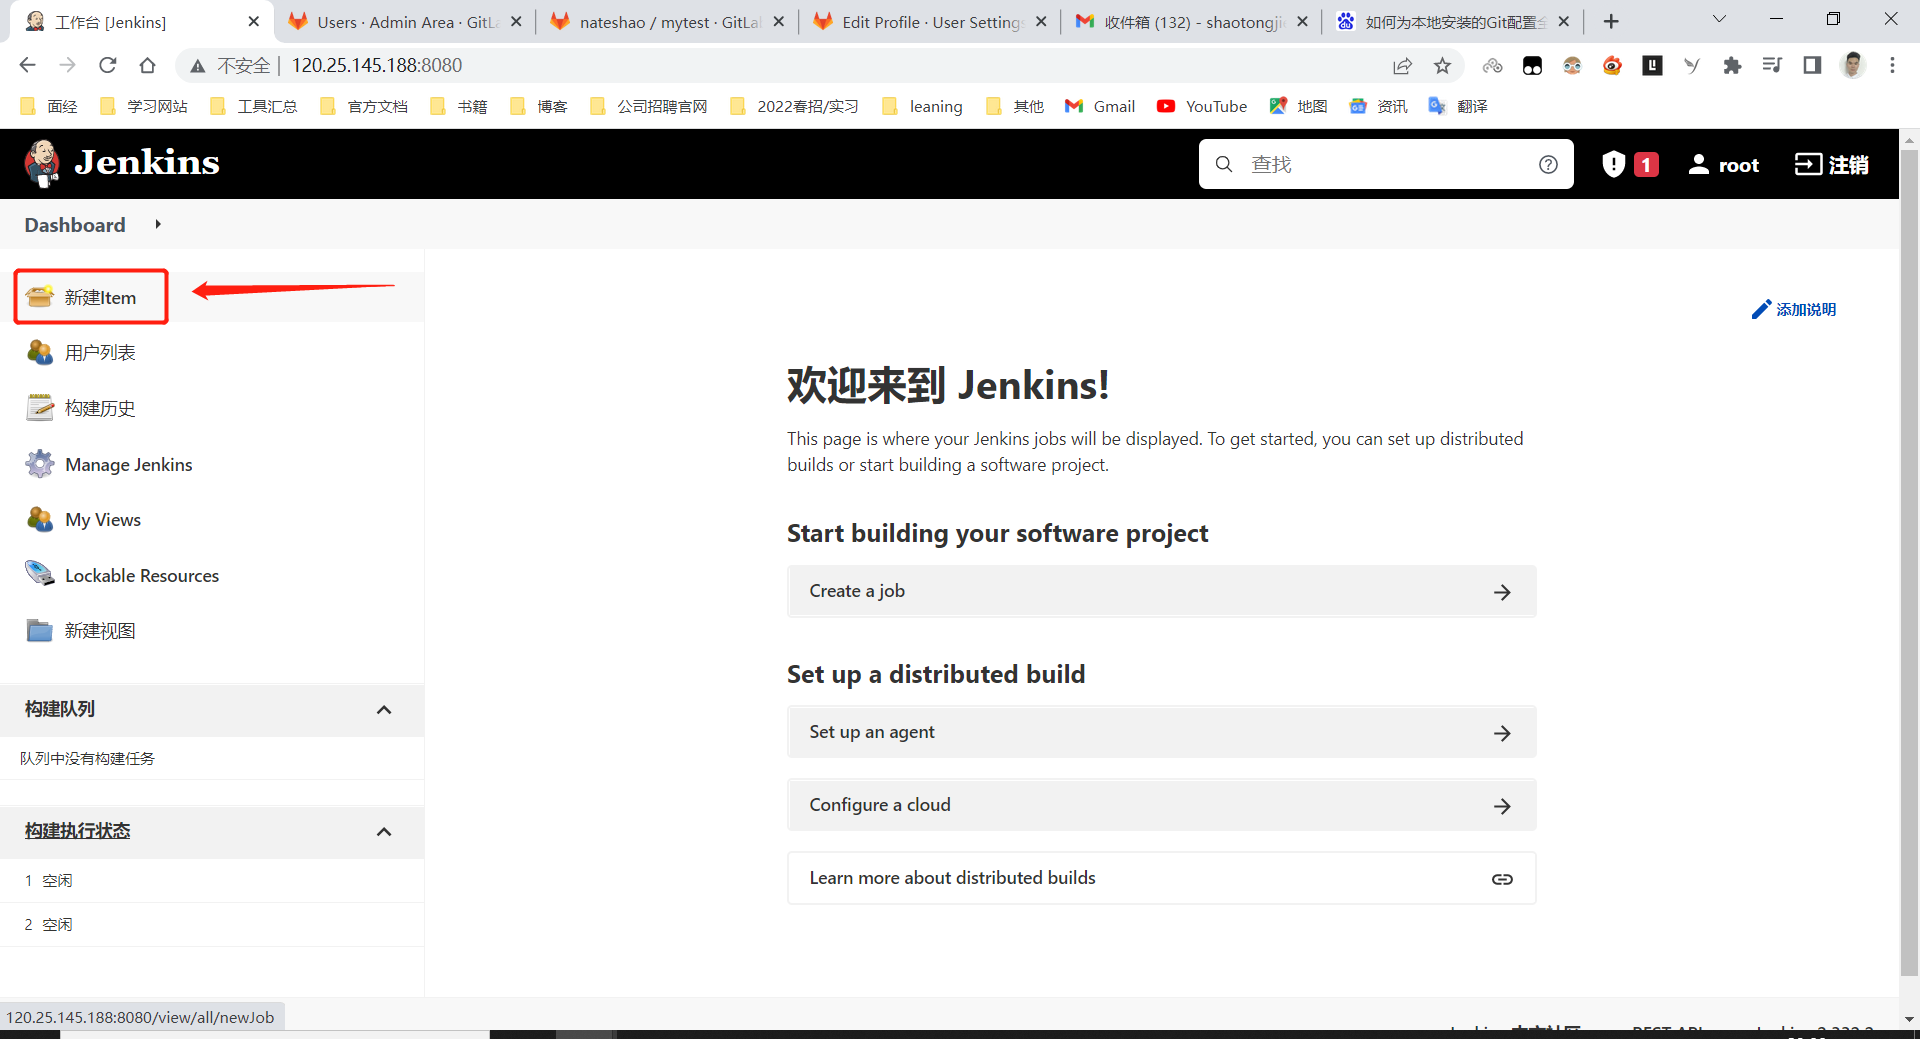 工作台 [Jenkins]
Users · Admin Area · GitLa
nateshao / mytest · GitLab
Edit Profile · User Settings
收件箱 (132) - shaotongji
如何为本地安装的Git配置全
不安全
120.25.145.188:8080
面经
学习网站
工具汇总
官方文档
书籍
博客
公司招聘官网
2022春招/实习
leaning
其他
Gmail
YouTube
地图
资讯
翻译
Jenkins
查找
1
root
注销
Dashboard
新建Item
用户列表
构建历史
Manage Jenkins
My Views
Lockable Resources
新建视图
构建队列
队列中没有构建任务
构建执行状态
1 空闲
2 空闲
添加说明
欢迎来到 Jenkins!
This page is where your Jenkins jobs will be displayed. To get started, you can set up distributed
builds or start building a software project.
Start building your software project
Create a job
Set up a distributed build
Set up an agent
Configure a cloud
Learn more about distributed builds
120.25.145.188:8080/view/all/newJob
REST API